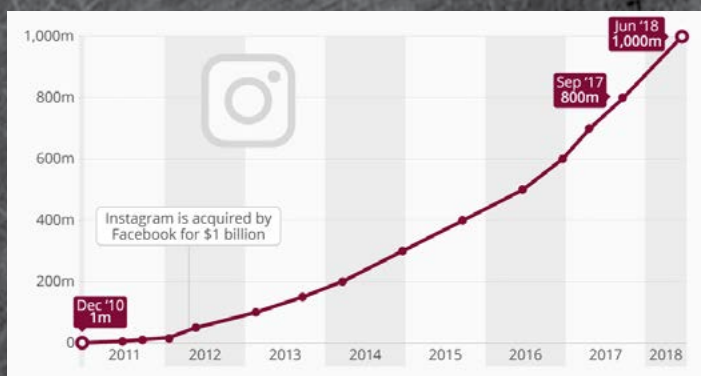 1,000m
800m
600m
400m
200m
0
Jun ‘18
1,000m
Sep ‘17
800m
Instagram is acquired by
Facebook for $1 billion
Dec ‘10
1m
2011 2012 2013 2014 2015 2016 2017 2018